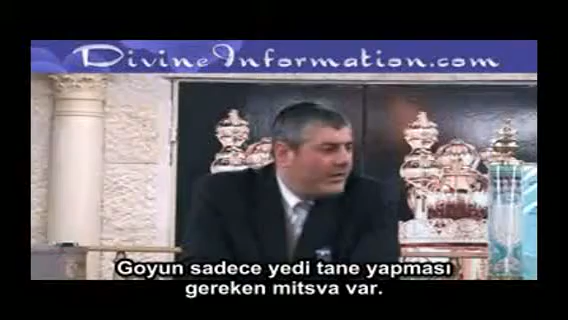 DivineInformation.com
Goyun sadece yedi tane yapması
gereken mitsva var.